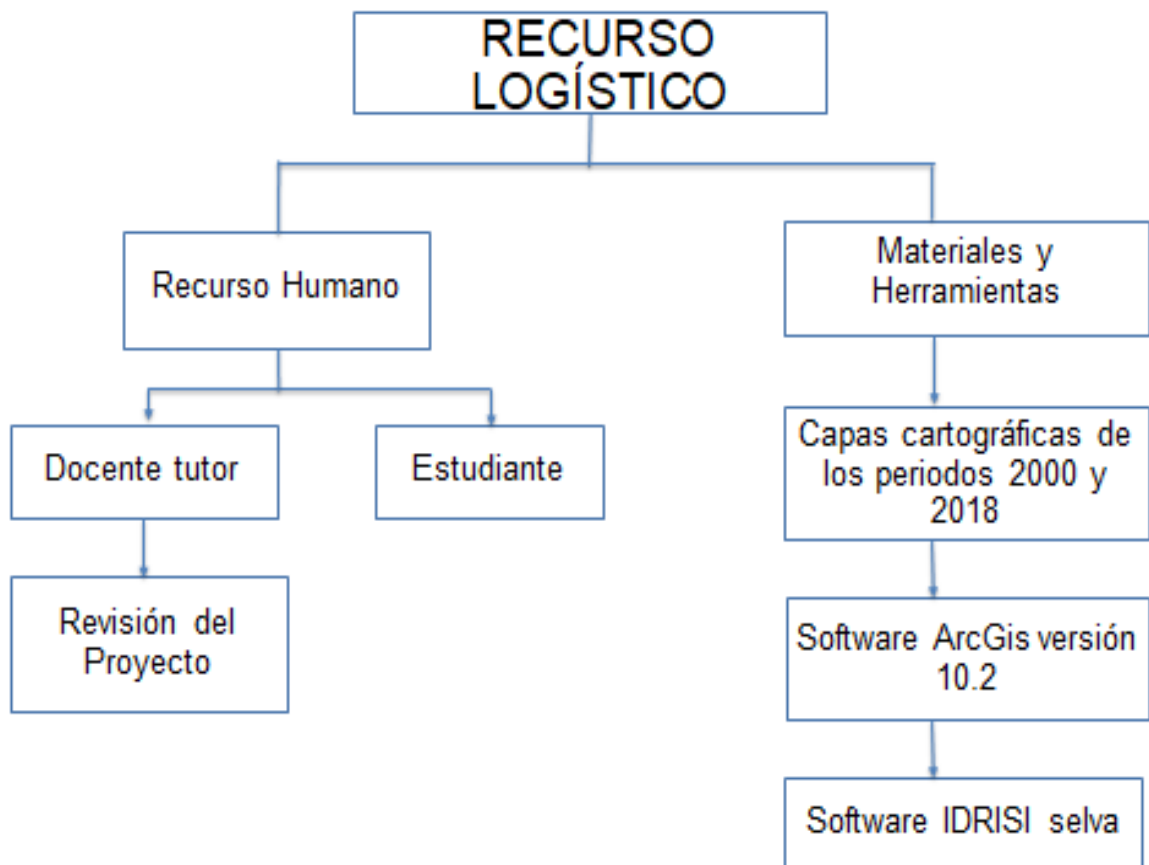 RECURSO
LOGÍSTICO
Recurso Humano
Materiales y
Herramientas
Docente tutor
Estudiante
Capas cartográficas de
los periodos 2000 y
2018
Revisión del
Proyecto
Software ArcGis versión
10.2
Software IDRISI selva